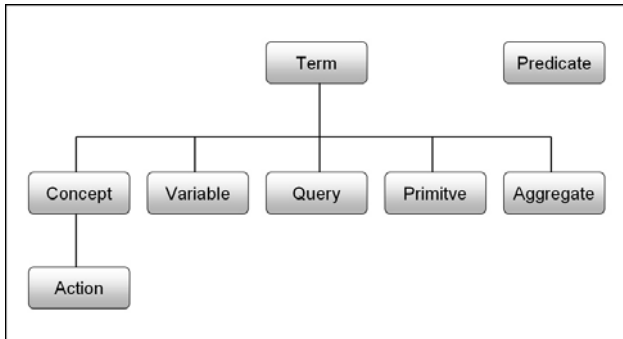 Term
Predicate
Concept
Variable
Query
Primitve
Aggregate
Action